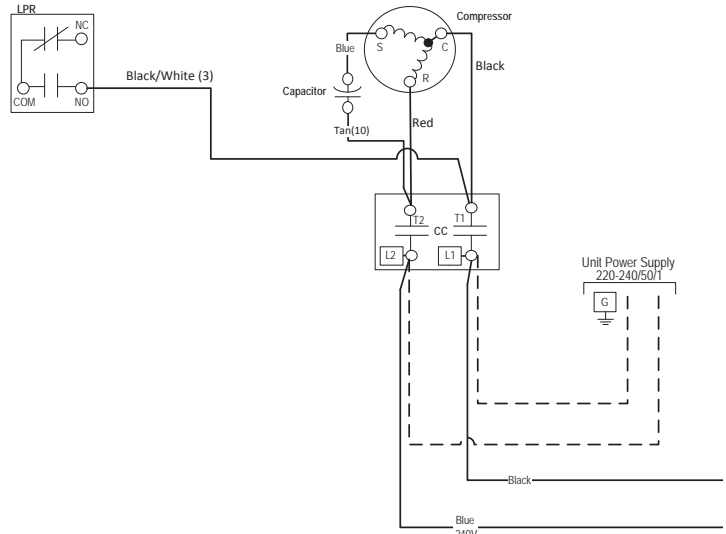 LPR
NC
Compressor
S
C
Blue
Black/White (3)
Black
Capacitor
R
COM
NO
Red
Tan(10)
T2
T1
CC
L2
L1
Unit Power Supply
220-240/50/1
G
Black
Blue
240V